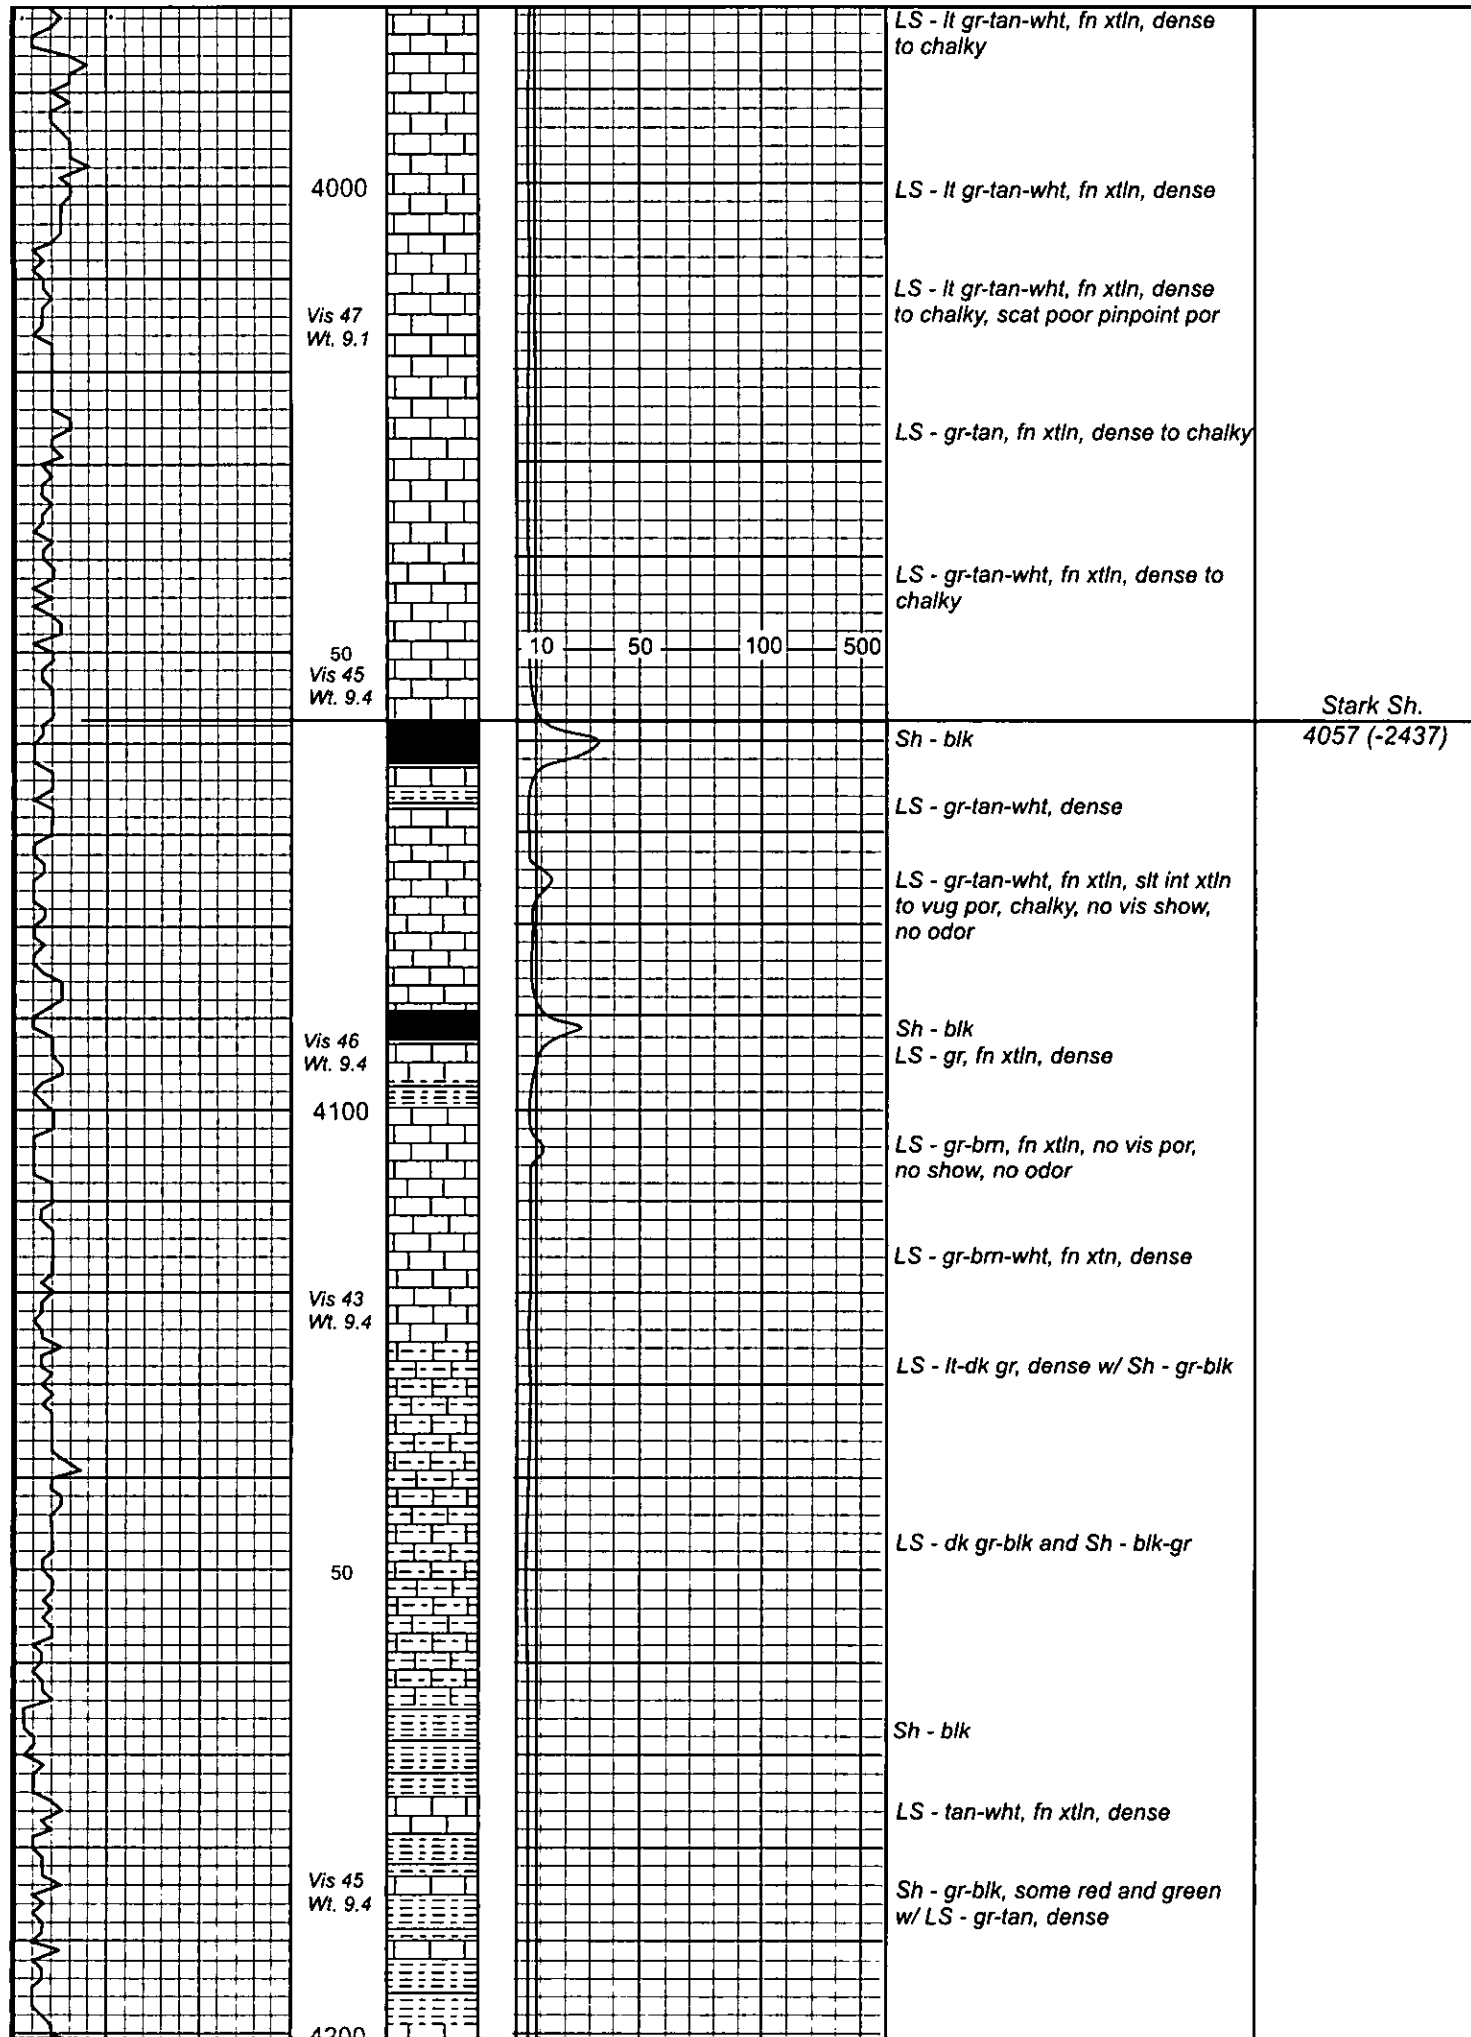 LS - lt gr-tan-wht, fn xtln, dense
to chalky
4000
LS - lt gr-tan-wht, fn xtln, dense
Vis 47
Wt. 9.1
LS - lt gr-tan-wht, fn xtln, dense
to chalky, scat poor pinpoint por
LS - gr-tan, fn xtln, dense to chalky
LS - gr-tan-wht, fn xtln, dense to
chalky
50
Vis 45
Wt. 9.4
10 50 100 500
Stark Sh.
4057 (-2437)
Sh - blk
LS - gr-tan-wht, dense
LS - gr-tan-wht, fn xtln, slt int xtln
to vug por, chalky, no vis show,
no odor
Vis 46
Wt. 9.4
Sh - blk
LS - gr, fn xtln, dense
4100
LS - gr-brn, fn xtln, no vis por,
no show, no odor
LS - gr-brn-wht, fn xtn, dense
Vis 43
Wt. 9.4
LS - lt-dk gr, dense w/ Sh - gr-blk
LS - dk gr-blk and Sh - blk-gr
50
Sh - blk
LS - tan-wht, fn xtln, dense
Vis 45
Wt. 9.4
Sh - gr-blk, some red and green
w/ LS - gr-tan, dense
4200